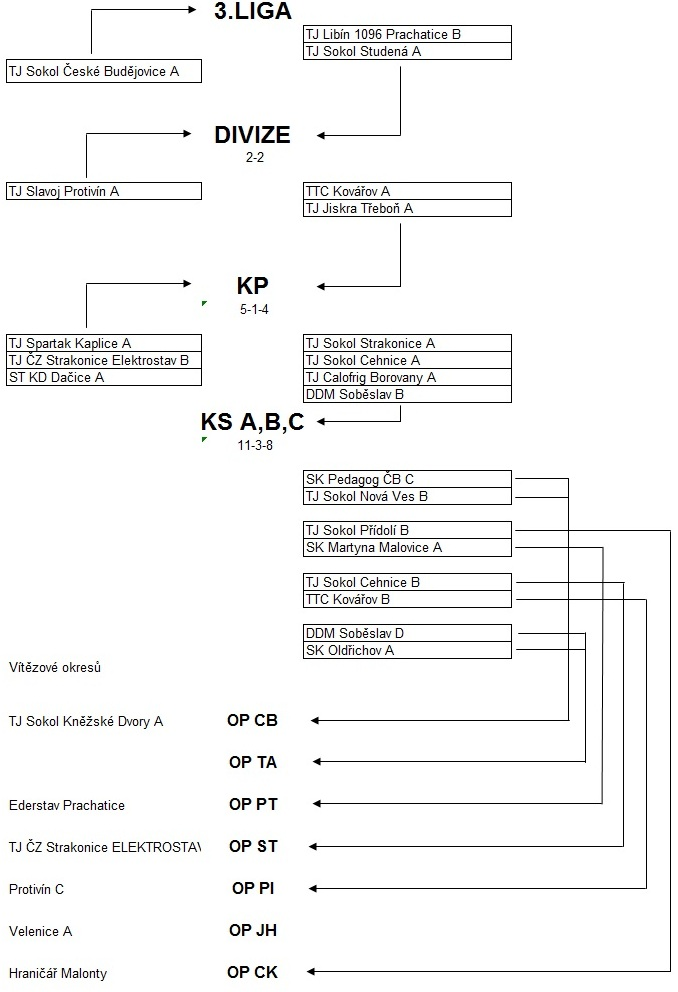 3.LIGA
TJ Libín 1096 Prachatice B
TJ Sokol Studená A
TJ Sokol České Budějovice A
DIVIZE
2-2
TJ Slavoj Protivín A
TTC Kovářov A
TJ Jiskra Třeboň A
KP
5-1-4
TJ Spartak Kaplice A
TJ ČZ Strakonice Elektrostav B
ST KD Dačice A
TJ Sokol Strakonice A
TJ Sokol Cehnice A
TJ Calofrig Borovany A
DDM Soběslav B
KS A,B,C
11-3-8
SK Pedagog ČB C
TJ Sokol Nová Ves B
TJ Sokol Přídolí B
SK Martyna Malovice A
TJ Sokol Cehnice B
TTC Kovářov B
DDM Soběslav D
SK Oldřichov A
Vítězové okresů
TJ Sokol Kněžské Dvory A OP CB
OP TA
Ederstav Prachatice OP PT
TJ ČZ Strakonice ELEKTROSTAV OP ST
Protivín C OP PI
Velenice A OP JH
Hraničář Malonty OP CK